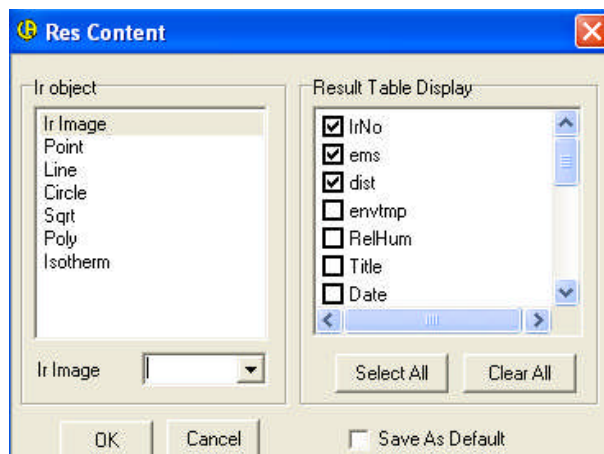 Res Content
Ir object
Ir Image
Point
Line
Circle
Sqrt
Poly
Isotherm
Ir Image
Result Table Display
IrNo
ems
dist
envtmp
RelHum
Title
Date
Select All
Clear All
OK
Cancel
Save As Default